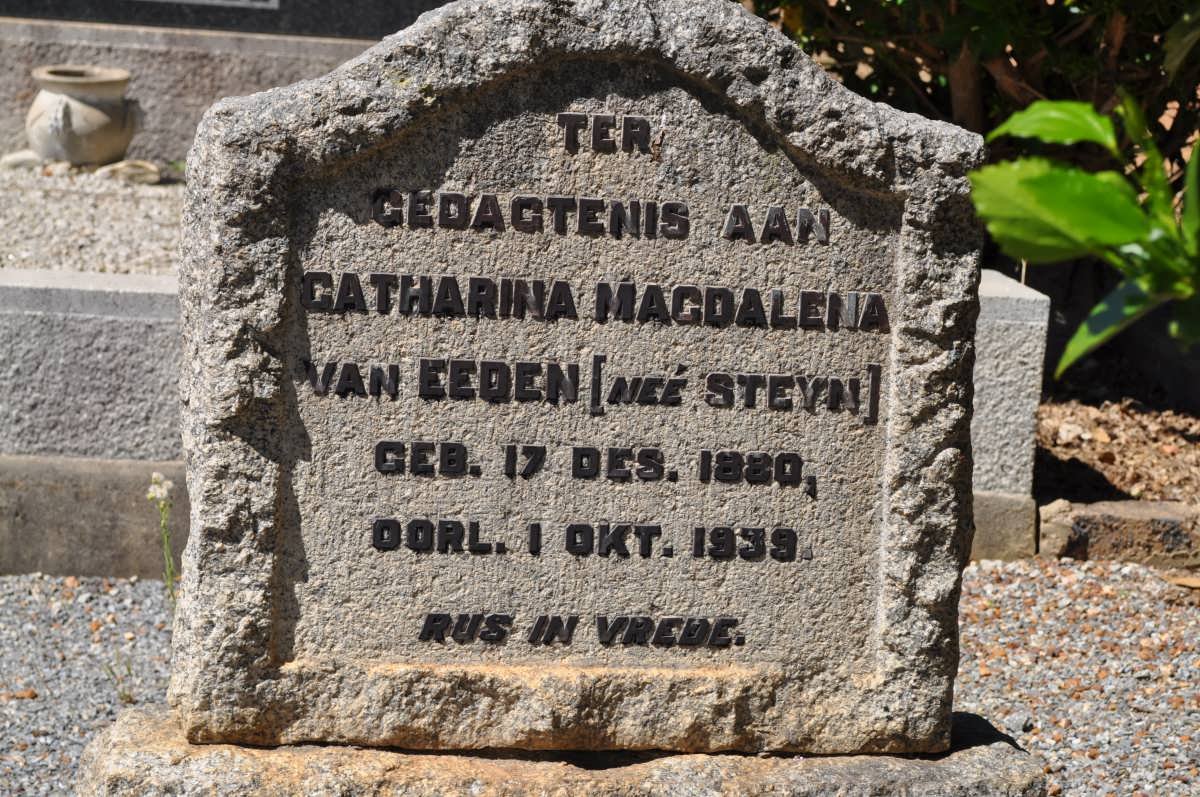 TER
GEDAGTENIS AAN
CATHARINA MAGDALENA
VAN EEDEN [NEÉ STEYN]
GEB. 17 DES. 1880,
OORL. 1 OKT. 1939.
RUS IN VREDE.